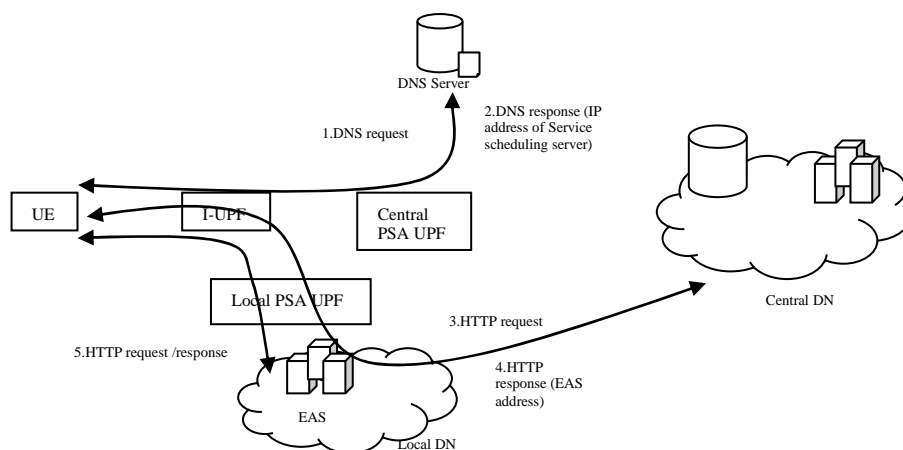 DNS Server
2.DNS response (IP
address of Service
scheduling server)
1.DNS request
UE
I-UPF
Central
PSA UPF
Central DN
Local PSA UPF
3.HTTP request
5.HTTP request /response
4.HTTP
response (EAS
address)
EAS
Local DN